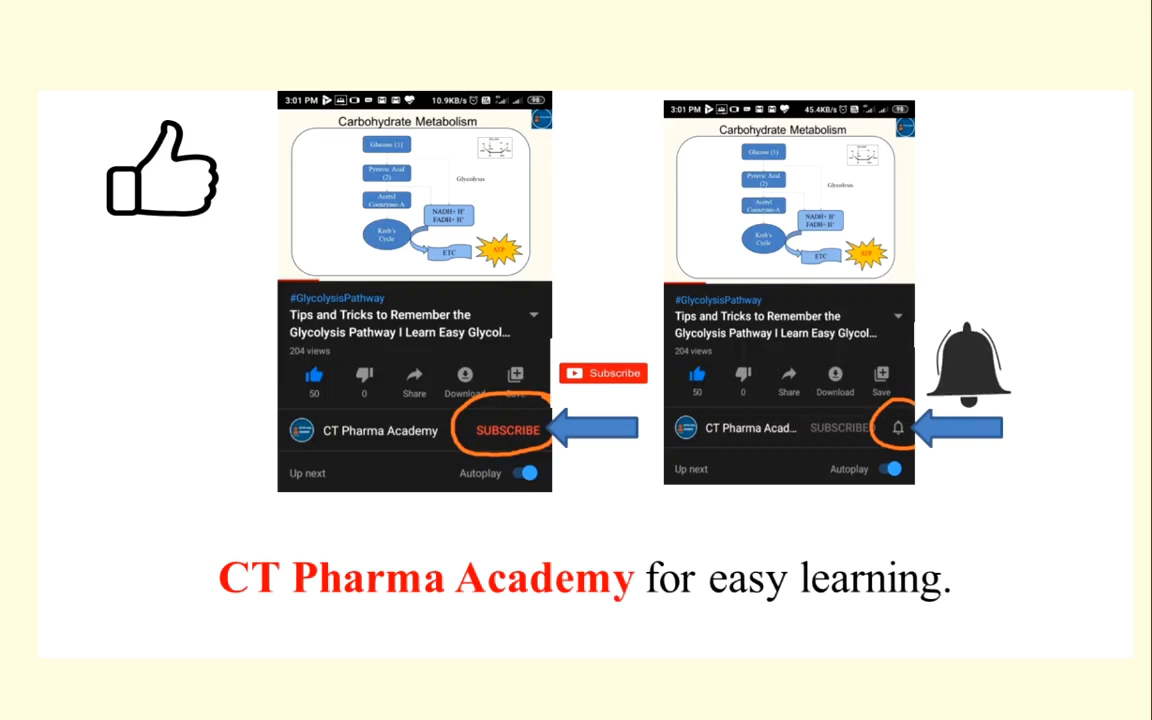 3:01 PM 10.9KB/s 98
Carbohydrate Metabolism
Glucose (1)
Pyruvic Acid
(2)
Glycolysis
Acetyl
Coenzyme-A
NADH+ H⁺
FADH+ H⁺
Kreb's
Cycle
ETC
ATP
#GlycolysisPathway
Tips and Tricks to Remember the
Glycolysis Pathway I Learn Easy Glycol...
204 views
50 0 Share Download Save
CT Pharma Academy SUBSCRIBE
Up next Autoplay
Subscribe
3:01 PM 45.4KB/s 98
Carbohydrate Metabolism
Glucose (1)
Pyruvic Acid
(2)
Glycolysis
Acetyl
Coenzyme-A
NADH+ H⁺
FADH+ H⁺
Kreb's
Cycle
ETC
ATP
#GlycolysisPathway
Tips and Tricks to Remember the
Glycolysis Pathway I Learn Easy Glycol...
204 views
50 0 Share Download Save
CT Pharma Acad... SUBSCRIBED
Up next Autoplay
CT Pharma Academy for easy learning.